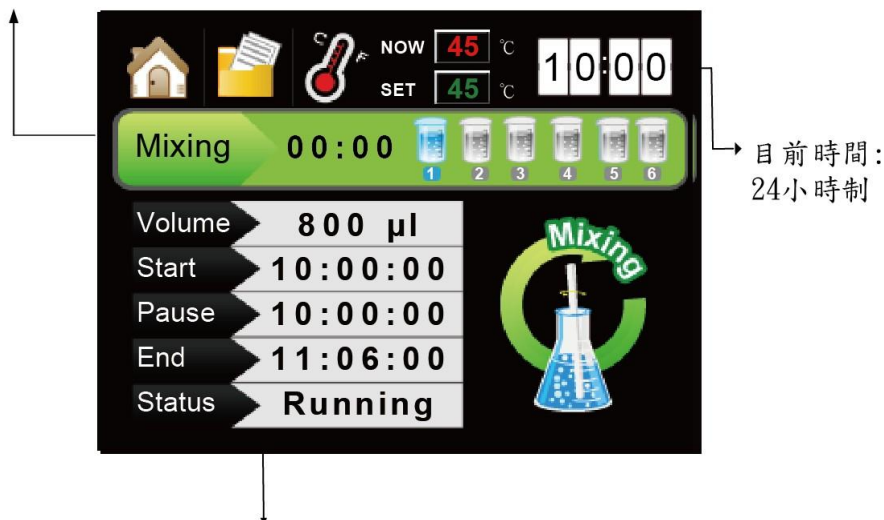 C F
NOW 45 ℃
SET 45 ℃
10:00
Mixing 00:00
1 2 3 4 5 6
目前時間:
24小時制
Volume 800 µl
Start 10:00:00
Pause 10:00:00
End 11:06:00
Status Running
Mixing